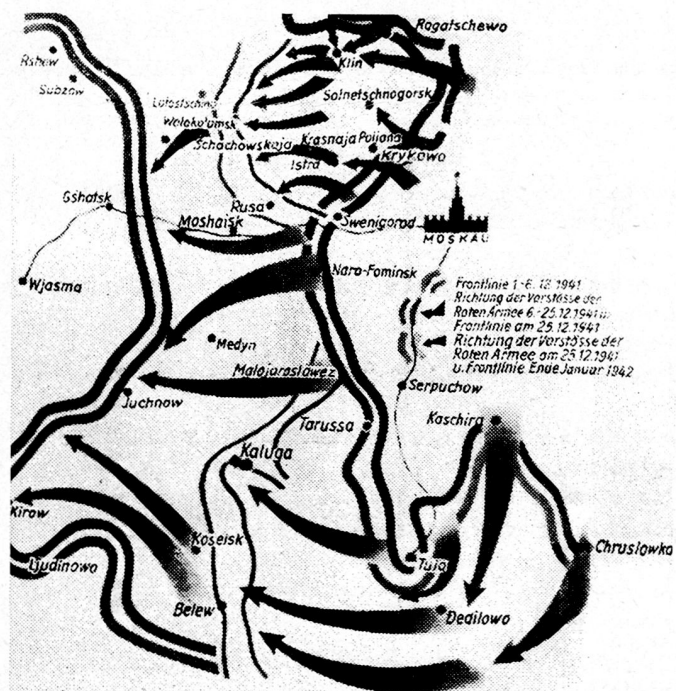 Rogatschewo
Rshew
Klin
Subzow
Solnetschnogorsk
Lotostschino
Wolokolamsk
Krasnaja Poljana
Schachowskaja
Krykowo
Istra
Gshatsk
Rusa
Moshaisk
Swenigorod
MOSKAU
Naro-Fominsk
Wjasma
Frontlinie 1.-6.12.1941
Richtung der Vorstösse der
Roten Armee 6.-25.12.1941 u.
Frontlinie am 25.12.1941
Richtung der Vorstösse der
Roten Armee am 25.12.1941
u. Frontlinie Ende Januar 1942
Medyn
Malojaroslawez
Serpuchow
Juchnow
Kaschira
Tarussa
Kaluga
Kirow
Koselsk
Chruslowka
Ljudinowo
Tula
Belew
Dedilowo